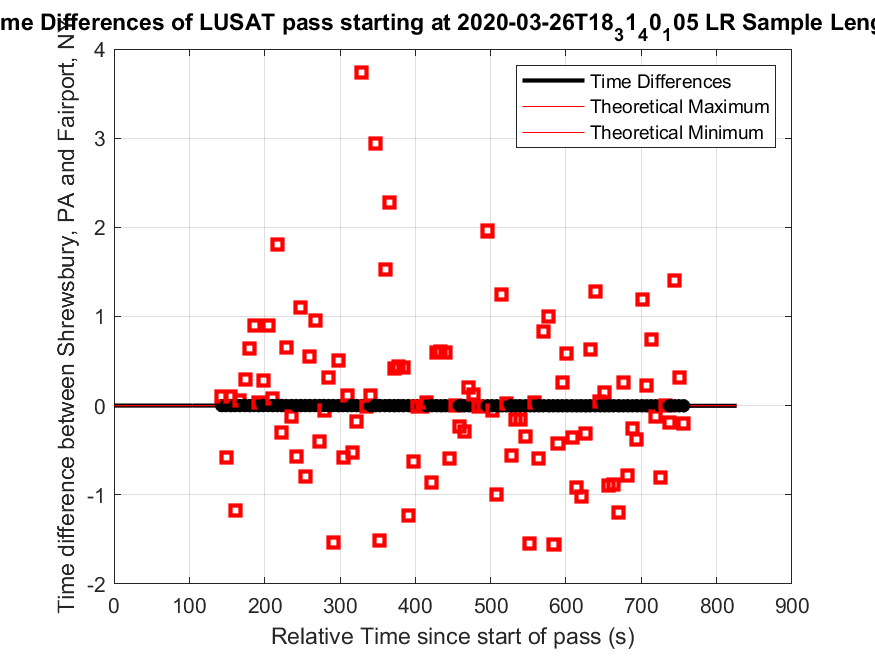 me Differences of LUSAT pass starting at 2020-03-26T18₃1₄0₁05 LR Sample Leng
Time difference between Shrewsbury, PA and Fairport, NY
4
3
2
1
0
-1
-2
Time Differences
Theoretical Maximum
Theoretical Minimum
0 100 200 300 400 500 600 700 800 900
Relative Time since start of pass (s)